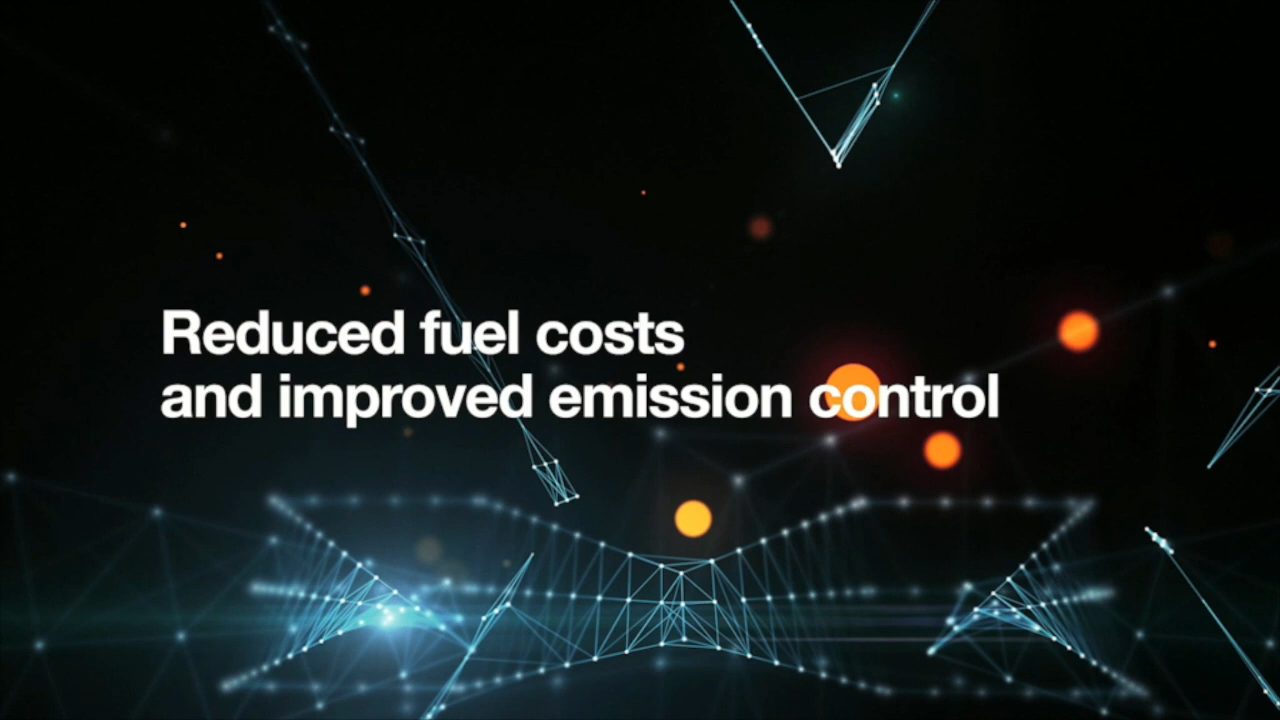 Reduced fuel costs
and improved emission control